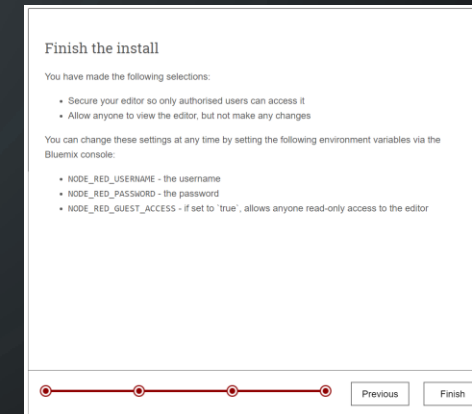 Finish the install
You have made the following selections:
Secure your editor so only authorised users can access it
Allow anyone to view the editor, but not make any changes
You can change these settings at any time by setting the following environment variables via the
Bluemix console:
NODE_RED_USERNAME - the username
NODE_RED_PASSWORD - the password
NODE_RED_GUEST_ACCESS - if set to `true`, allows anyone read-only access to the editor
Previous Finish